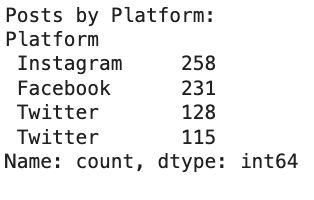 Posts by Platform:
Platform
 Instagram     258
 Facebook      231
 Twitter       128
 Twitter       115
Name: count, dtype: int64